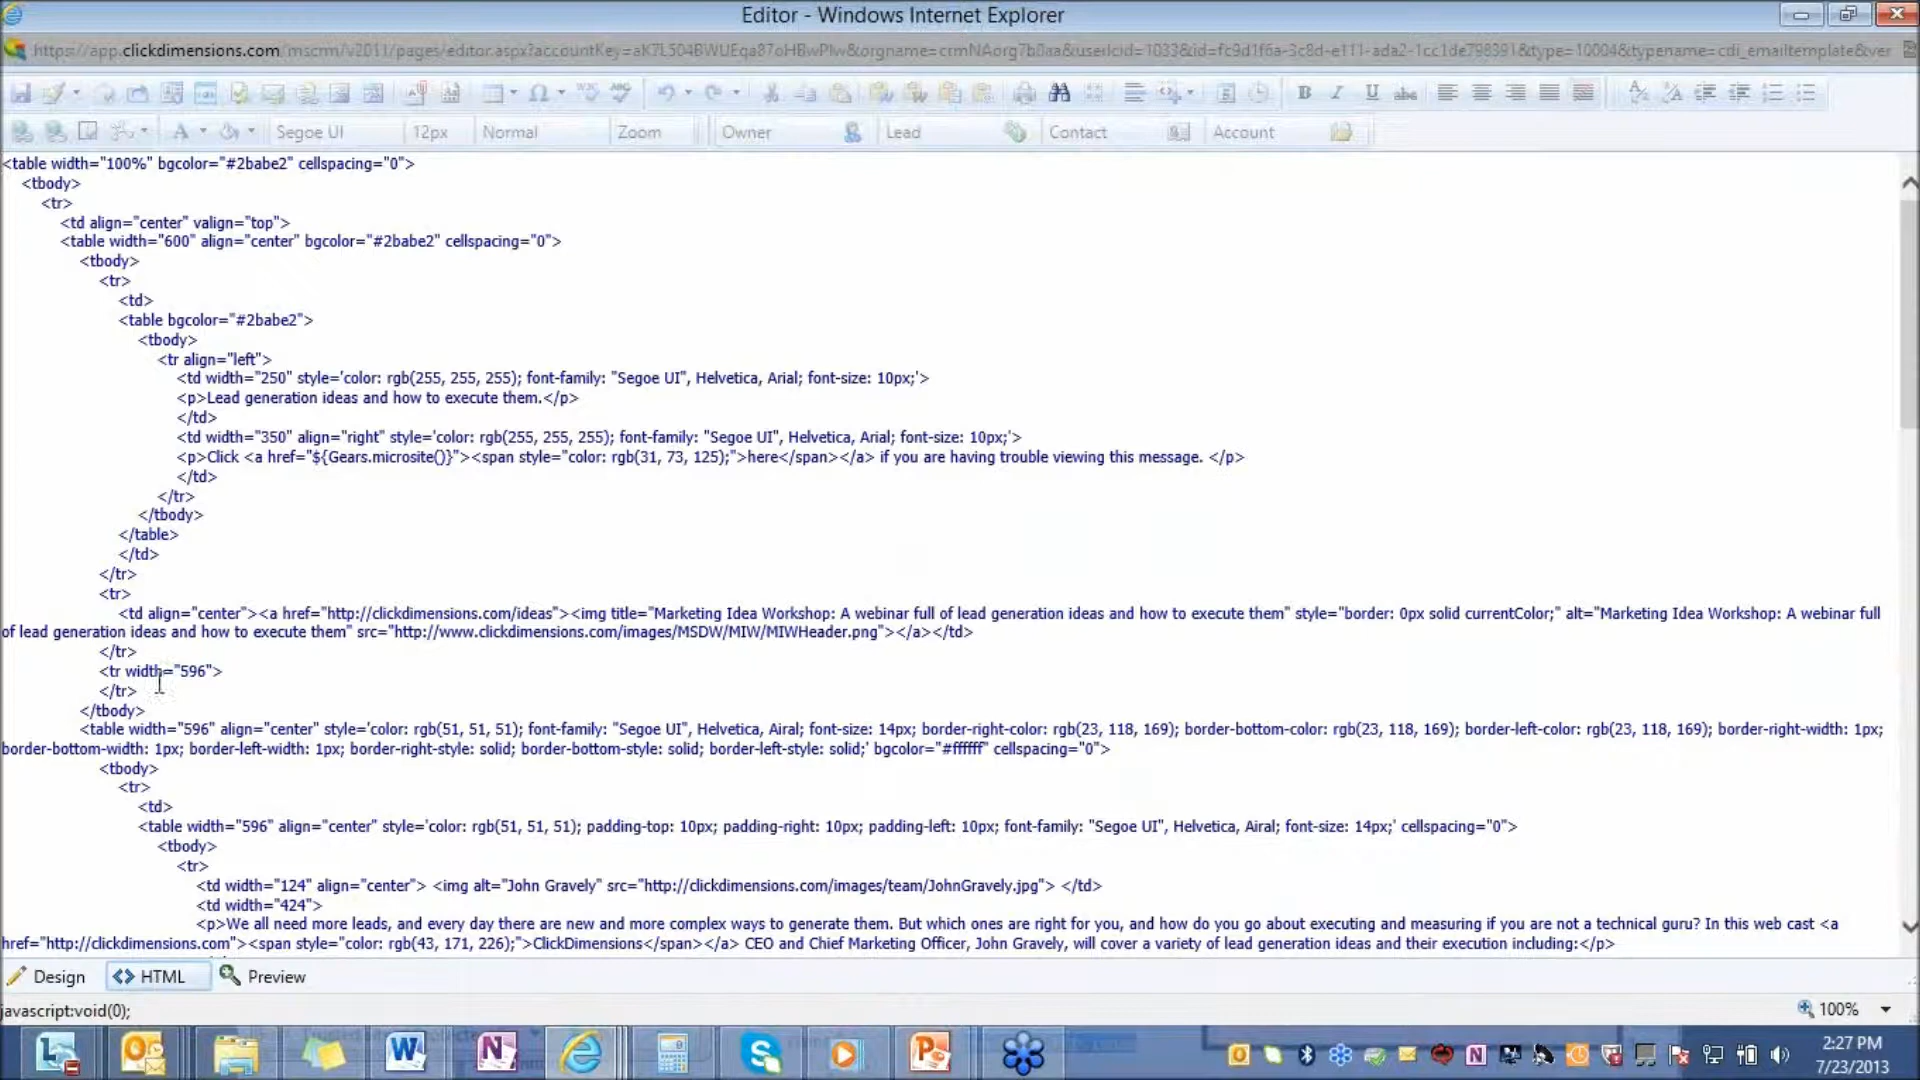 Editor - Windows Internet Explorer
https://app.clickdimensions.com/mscrm/v2011/pages/editor.aspx?accountKey=aK7L504BWUEqa87oHBwPlw&orgname=crmNAorg7b0aa&userlcid=1033&id=fc9d1f6a-3c8d-e111-ada2-1cc1de798391&type=10004&typename=cdi_emailtemplate&ver
Segoe UI 12px Normal Zoom Owner Lead Contact Account
<table width="100%" bgcolor="#2babe2" cellspacing="0">
<tbody>
<tr>
<td align="center" valign="top">
<table width="600" align="center" bgcolor="#2babe2" cellspacing="0">
<tbody>
<tr>
<td>
<table bgcolor="#2babe2">
<tbody>
<tr align="left">
<td width="250" style='color: rgb(255, 255, 255); font-family: "Segoe UI", Helvetica, Arial; font-size: 10px;'>
<p>Lead generation ideas and how to execute them.</p>
</td>
<td width="350" align="right" style='color: rgb(255, 255, 255); font-family: "Segoe UI", Helvetica, Arial; font-size: 10px;'>
<p>Click <a href="${Gears.microsite()}"><span style="color: rgb(31, 73, 125);">here</span></a> if you are having trouble viewing this message. </p>
</td>
</tr>
</tbody>
</table>
</td>
</tr>
<tr>
<td align="center"><a href="http://clickdimensions.com/ideas"><img title="Marketing Idea Workshop: A webinar full of lead generation ideas and how to execute them" style="border: 0px solid currentColor;" alt="Marketing Idea Workshop: A webinar full
of lead generation ideas and how to execute them" src="http://www.clickdimensions.com/images/MSDW/MIW/MIWHeader.png"></a></td>
</tr>
<tr width="596">
</tr>
</tbody>
<table width="596" align="center" style='color: rgb(51, 51, 51); font-family: "Segoe UI", Helvetica, Airal; font-size: 14px; border-right-color: rgb(23, 118, 169); border-bottom-color: rgb(23, 118, 169); border-left-color: rgb(23, 118, 169); border-right-width: 1px;
border-bottom-width: 1px; border-left-width: 1px; border-right-style: solid; border-bottom-style: solid; border-left-style: solid;' bgcolor="#ffffff" cellspacing="0">
<tbody>
<tr>
<td>
<table width="596" align="center" style='color: rgb(51, 51, 51); padding-top: 10px; padding-right: 10px; padding-left: 10px; font-family: "Segoe UI", Helvetica, Airal; font-size: 14px;' cellspacing="0">
<tbody>
<tr>
<td width="124" align="center"> <img alt="John Gravely" src="http://clickdimensions.com/images/team/JohnGravely.jpg"> </td>
<td width="424">
<p>We all need more leads, and every day there are new and more complex ways to generate them. But which ones are right for you, and how do you go about executing and measuring if you are not a technical guru? In this web cast <a
href="http://clickdimensions.com"><span style="color: rgb(43, 171, 226);">ClickDimensions</span></a> CEO and Chief Marketing Officer, John Gravely, will cover a variety of lead generation ideas and their execution including:</p>
Design HTML Preview
javascript:void(0);
100%
2:27 PM
7/23/2013